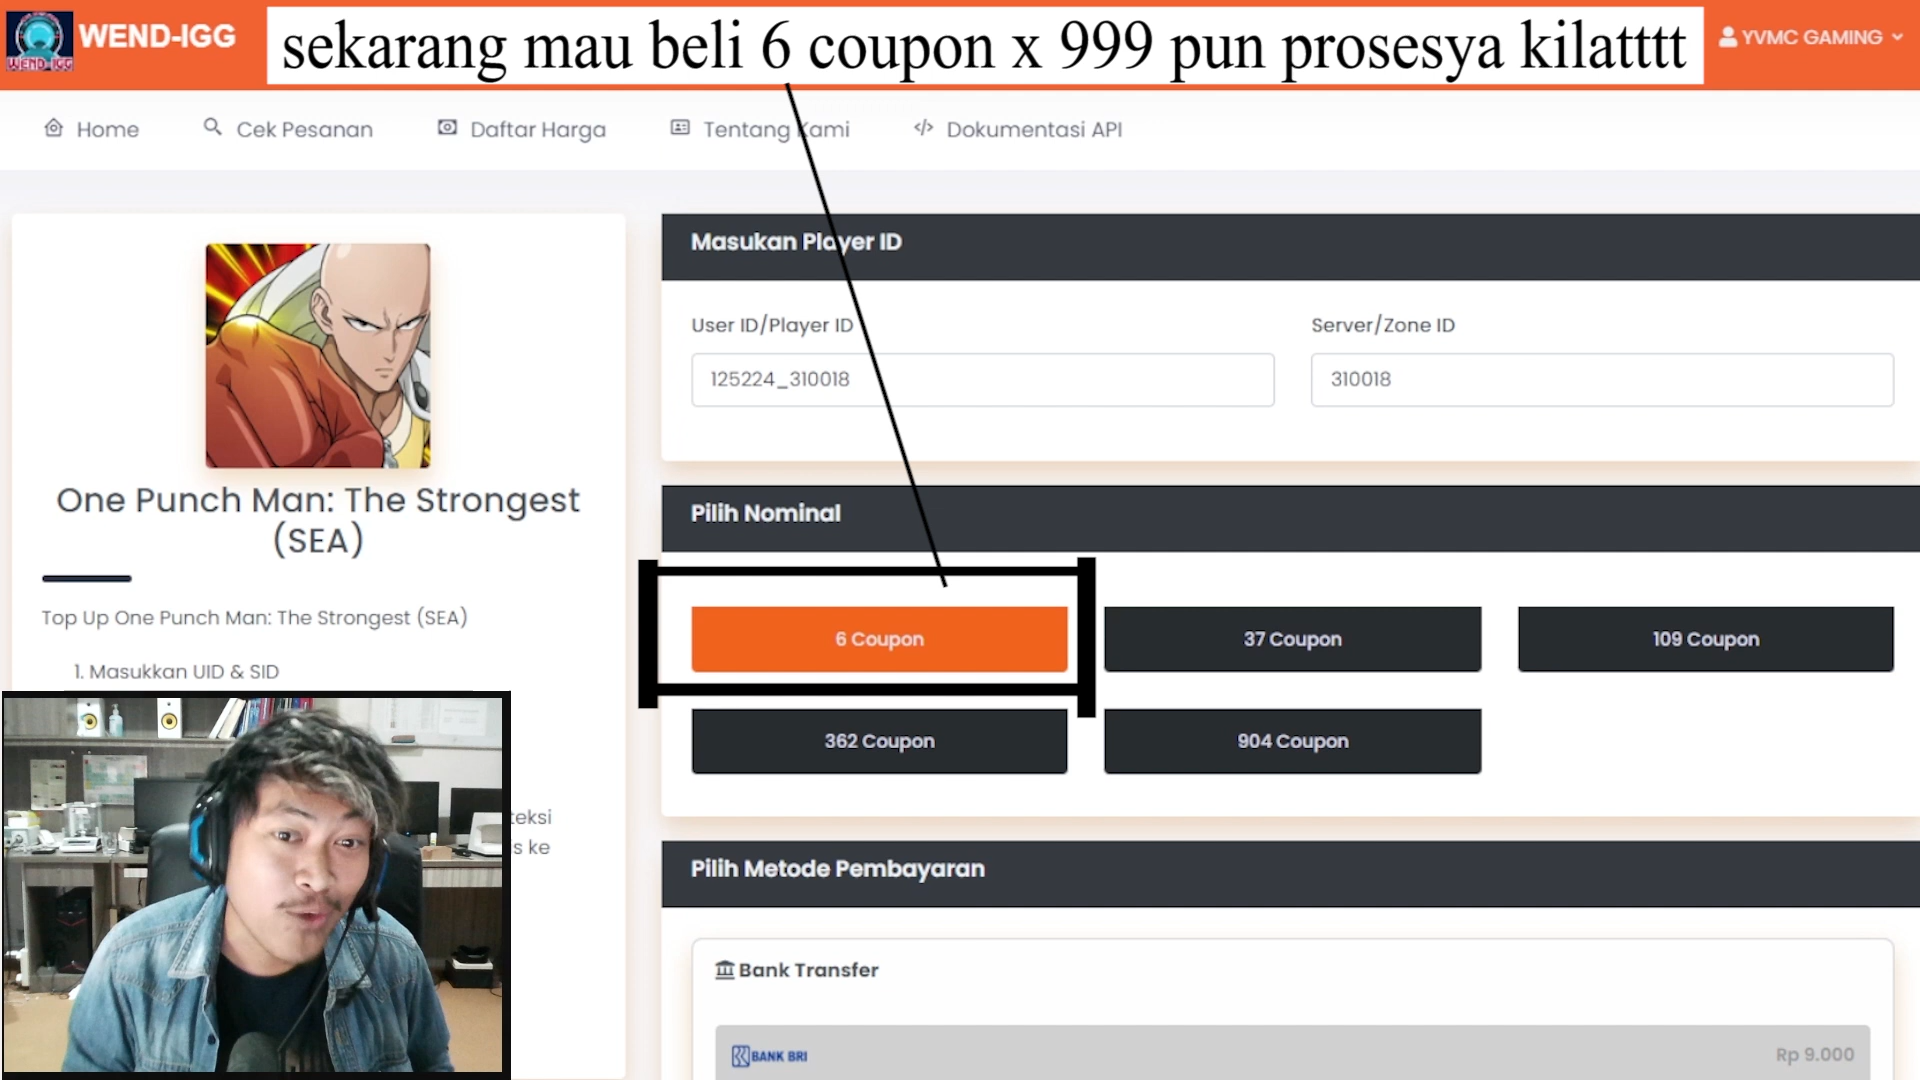 WEND-IGG
WEND_IGG
sekarang mau beli 6 coupon x 999 pun prosesya kilatttt
YVMC GAMING
Home
Cek Pesanan
Daftar Harga
Tentang Kami
Dokumentasi API
One Punch Man: The Strongest
(SEA)
Top Up One Punch Man: The Strongest (SEA)
1. Masukkan UID & SID
teksi
s ke
Masukan Player ID
User ID/Player ID
Server/Zone ID
125224_310018
310018
Pilih Nominal
6 Coupon
37 Coupon
109 Coupon
362 Coupon
904 Coupon
Pilih Metode Pembayaran
Bank Transfer
BANK BRI
Rp 9.000